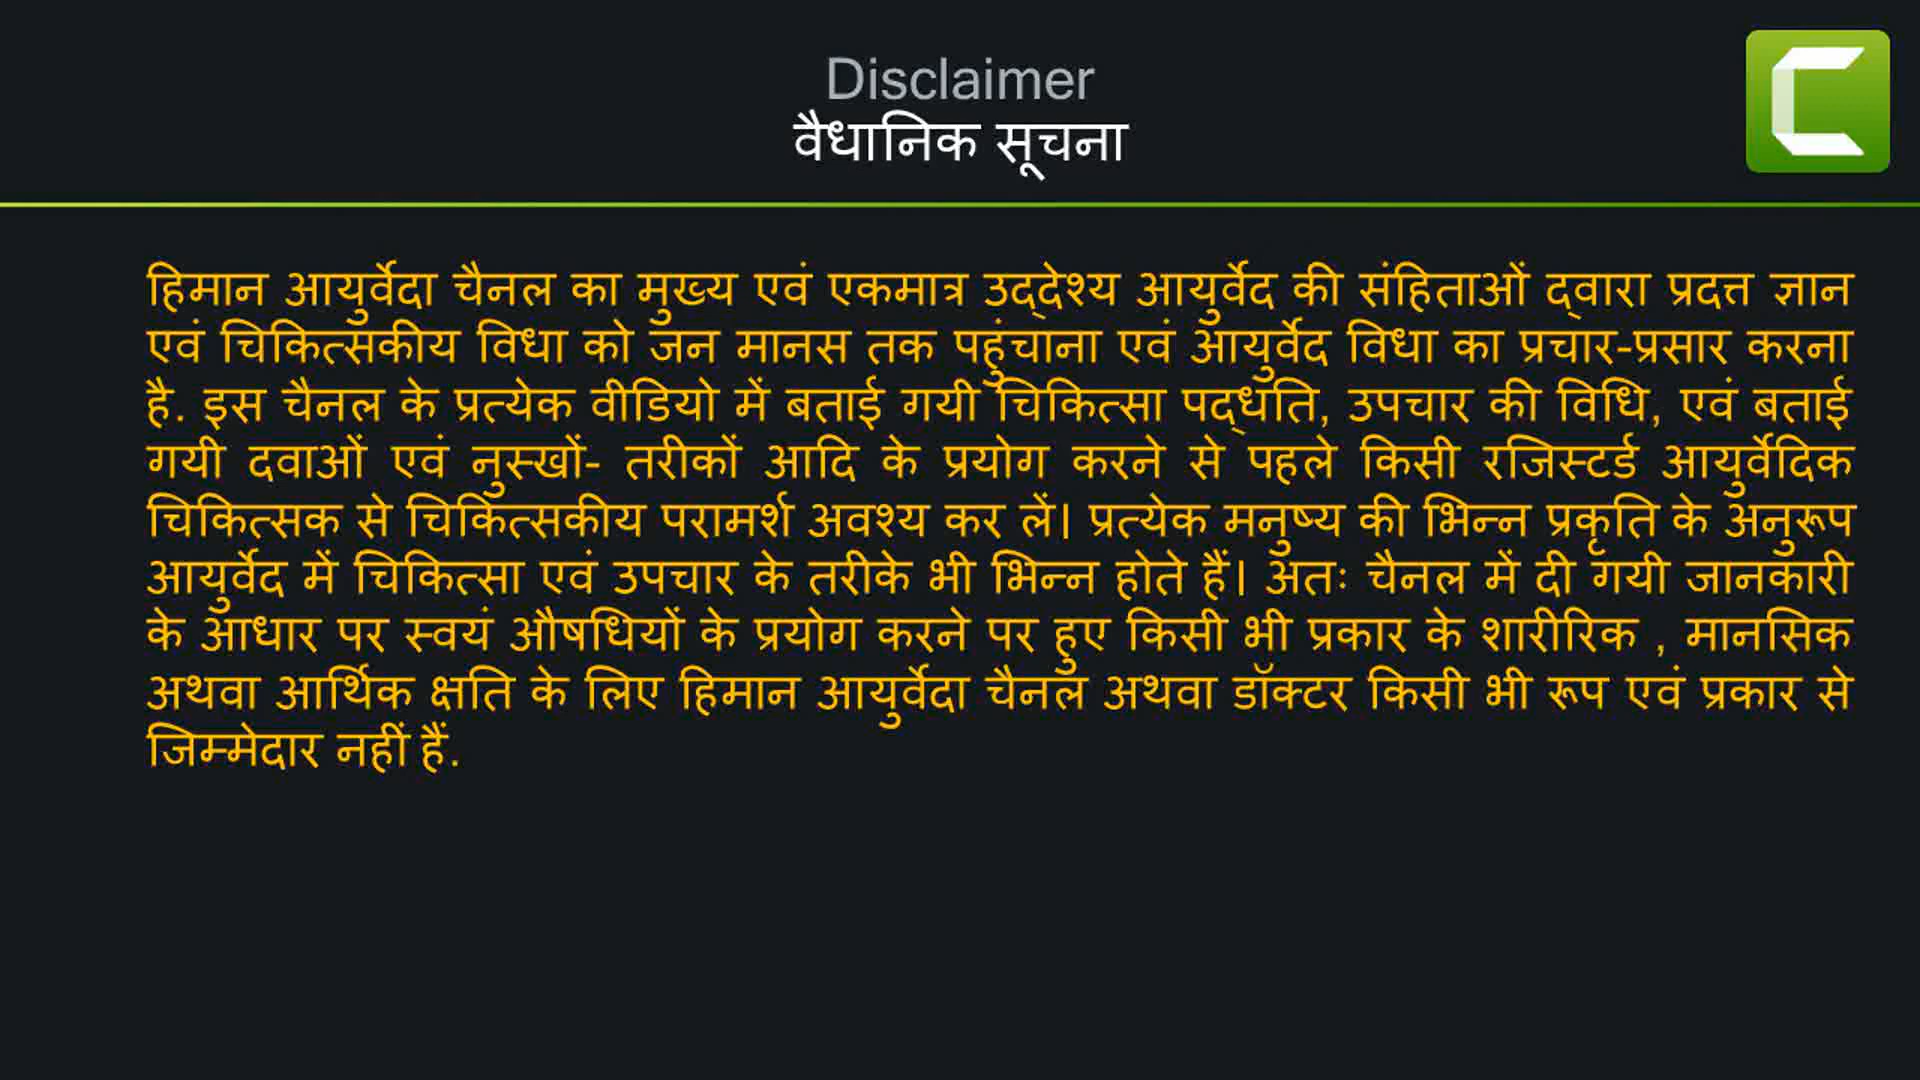 Disclaimer
वैधानिक सूचना
हिमान आयुर्वेदा चैनल का मुख्य एवं एकमात्र उद्देश्य आयुर्वेद की संहिताओं द्वारा प्रदत्त ज्ञान
एवं चिकित्सकीय विधा को जन मानस तक पहुंचाना एवं आयुर्वेद विधा का प्रचार-प्रसार करना
है. इस चैनल के प्रत्येक वीडियो में बताई गयी चिकित्सा पद्धति, उपचार की विधि, एवं बताई
गयी दवाओं एवं नुस्खों- तरीकों आदि के प्रयोग करने से पहले किसी रजिस्टर्ड आयुर्वेदिक
चिकित्सक से चिकित्सकीय परामर्श अवश्य कर लें। प्रत्येक मनुष्य की भिन्न प्रकृति के अनुरूप
आयुर्वेद में चिकित्सा एवं उपचार के तरीके भी भिन्न होते हैं। अतः चैनल में दी गयी जानकारी
के आधार पर स्वयं औषधियों के प्रयोग करने पर हुए किसी भी प्रकार के शारीरिक , मानसिक
अथवा आर्थिक क्षति के लिए हिमान आयुर्वेदा चैनल अथवा डॉक्टर किसी भी रूप एवं प्रकार से
जिम्मेदार नहीं हैं.